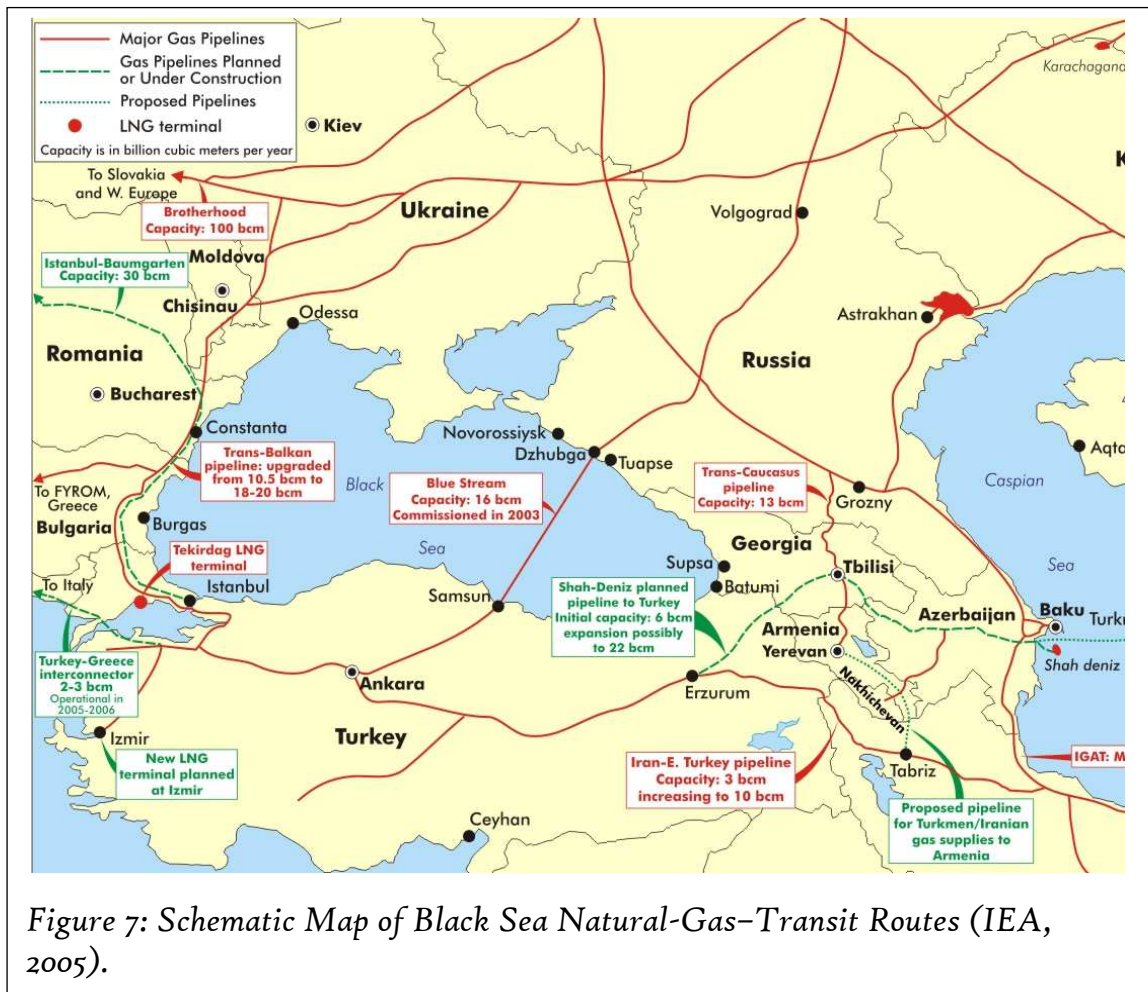 Major Gas Pipelines
Gas Pipelines Planned
or Under Construction
Proposed Pipelines
LNG terminal
Capacity is in billion cubic meters per year
Karachagana
Kiev
K
To Slovakia
and W. Europe
Brotherhood
Capacity: 100 bcm
Ukraine
Volgograd
Moldova
Istanbul-Baumgarten
Capacity: 30 bcm
Chisinau
Odessa
Astrakhan
Romania
Russia
Bucharest
Constanta
Novorossiysk
Dzhubga
Tuapse
Aqta
Trans-Balkan
pipeline: upgraded
from 10.5 bcm to
18-20 bcm
Black
Blue Stream
Capacity: 16 bcm
Commissioned in 2003
Trans-Caucasus
pipeline
Capacity: 13 bcm
Caspian
To FYROM,
Greece
Grozny
Bulgaria
Burgas
Georgia
Sea
Tekirdag LNG
terminal
Supsa
Tbilisi
Sea
To Italy
Istanbul
Samsun
Batumi
Shah-Deniz planned
pipeline to Turkey
Initial capacity: 6 bcm
expansion possibly
to 22 bcm
Azerbaijan
Baku
Turkm
Armenia
Yerevan
Shah deniz
Turkey-Greece
interconnector
2-3 bcm
Operational in
2005-2006
Ankara
Erzurum
Nakhichevan
Izmir
Turkey
New LNG
terminal planned
at Izmir
Iran-E. Turkey pipeline
Capacity: 3 bcm
increasing to 10 bcm
Tabriz
IGAT: M
Proposed pipeline
for Turkmen/Iranian
gas supplies to
Armenia
Ceyhan
Figure 7: Schematic Map of Black Sea Natural-Gas–Transit Routes (IEA,
2005).